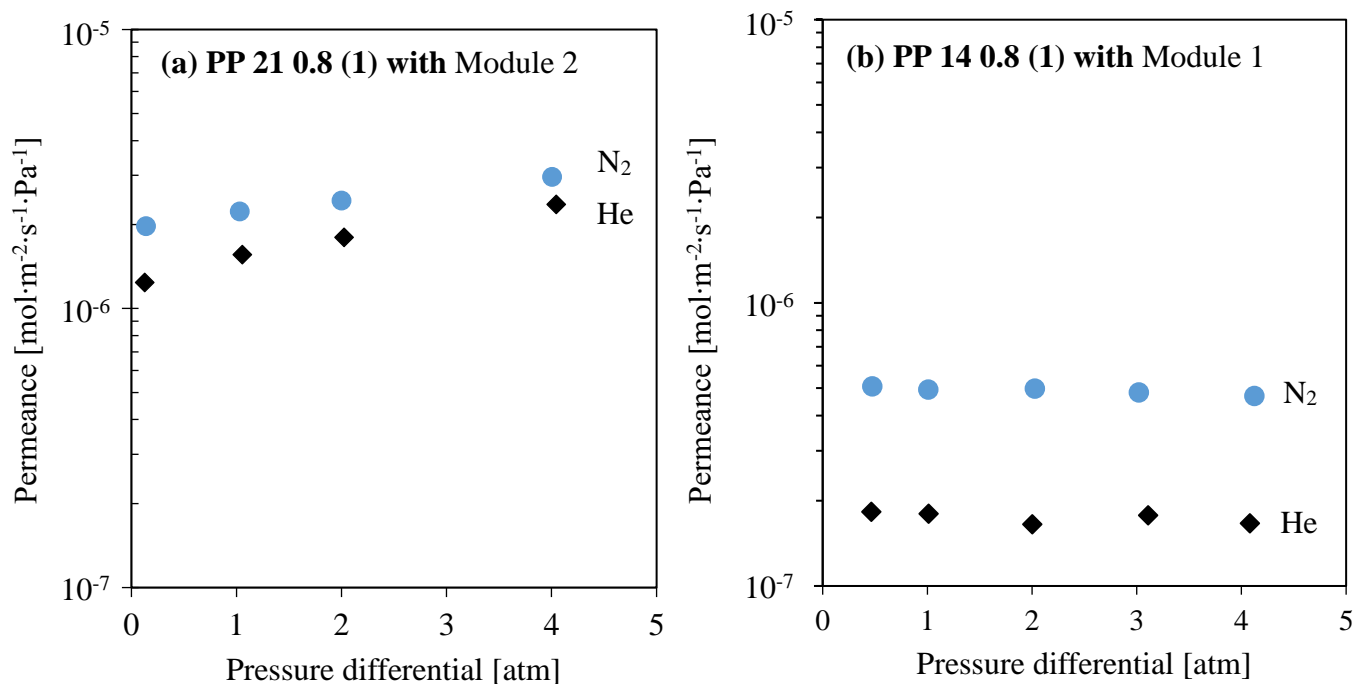 (a) PP 21 0.8 (1) with Module 2
Permeance [mol·m⁻²·s⁻¹·Pa⁻¹]
10⁻⁵
10⁻⁶
10⁻⁷
N₂
He
0 1 2 3 4 5
Pressure differential [atm]
(b) PP 14 0.8 (1) with Module 1
Permeance [mol·m⁻²·s⁻¹·Pa⁻¹]
10⁻⁵
10⁻⁶
10⁻⁷
N₂
He
0 1 2 3 4 5
Pressure differential [atm]